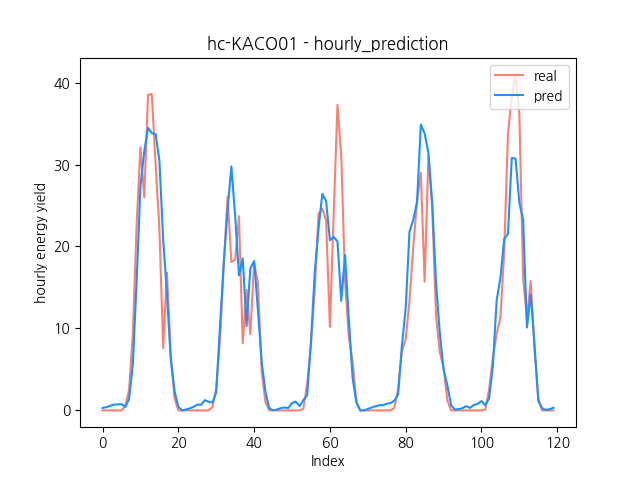 hc-KACO01 - hourly_prediction
real
pred
hourly energy yield
40
30
20
10
0
0 20 40 60 80 100 120
Index